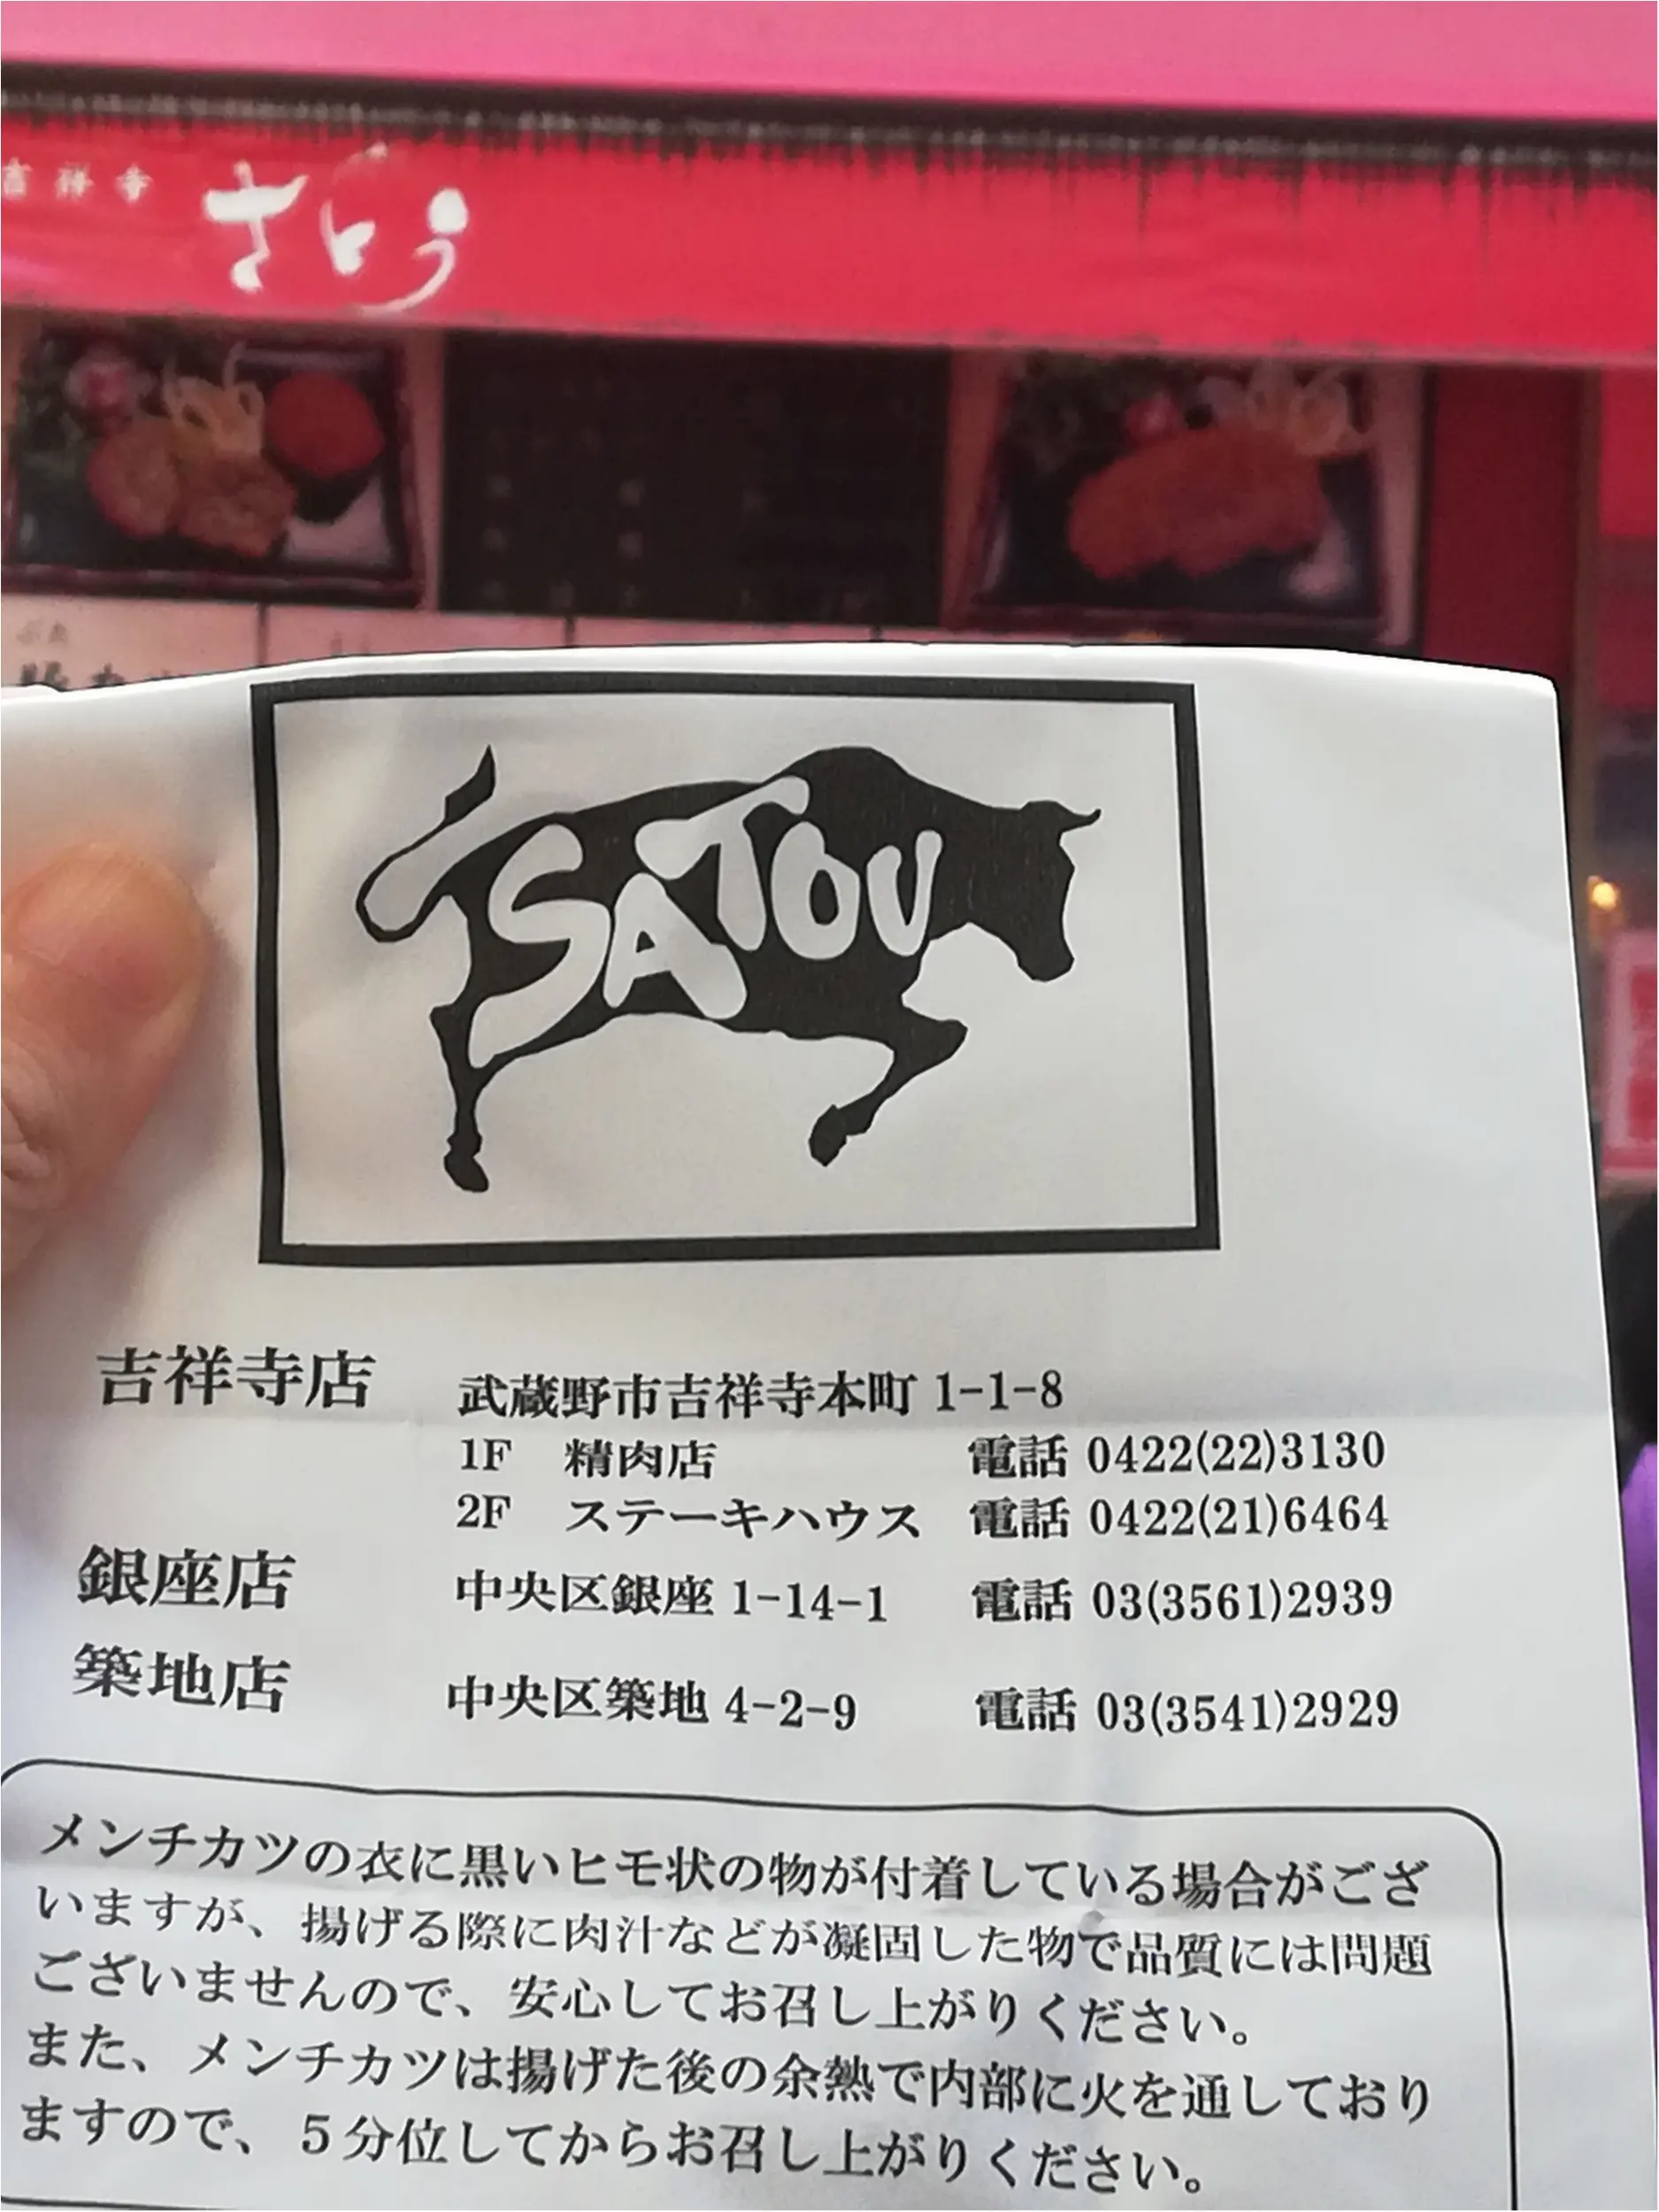 吉祥寺 さとう
SATOU
吉祥寺店 武蔵野市吉祥寺本町 1-1-8
1F 精肉店 電話 0422(22)3130
2F ステーキハウス 電話 0422(21)6464
銀座店 中央区銀座 1-14-1 電話 03(3561)2939
築地店 中央区築地 4-2-9 電話 03(3541)2929
メンチカツの衣に黒いヒモ状の物が付着している場合がござ
いますが、揚げる際に肉汁などが凝固した物で品質には問題
ございませんので、安心してお召し上がりください。
また、メンチカツは揚げた後の余熱で内部に火を通しており
ますので、5分位してからお召し上がりください。